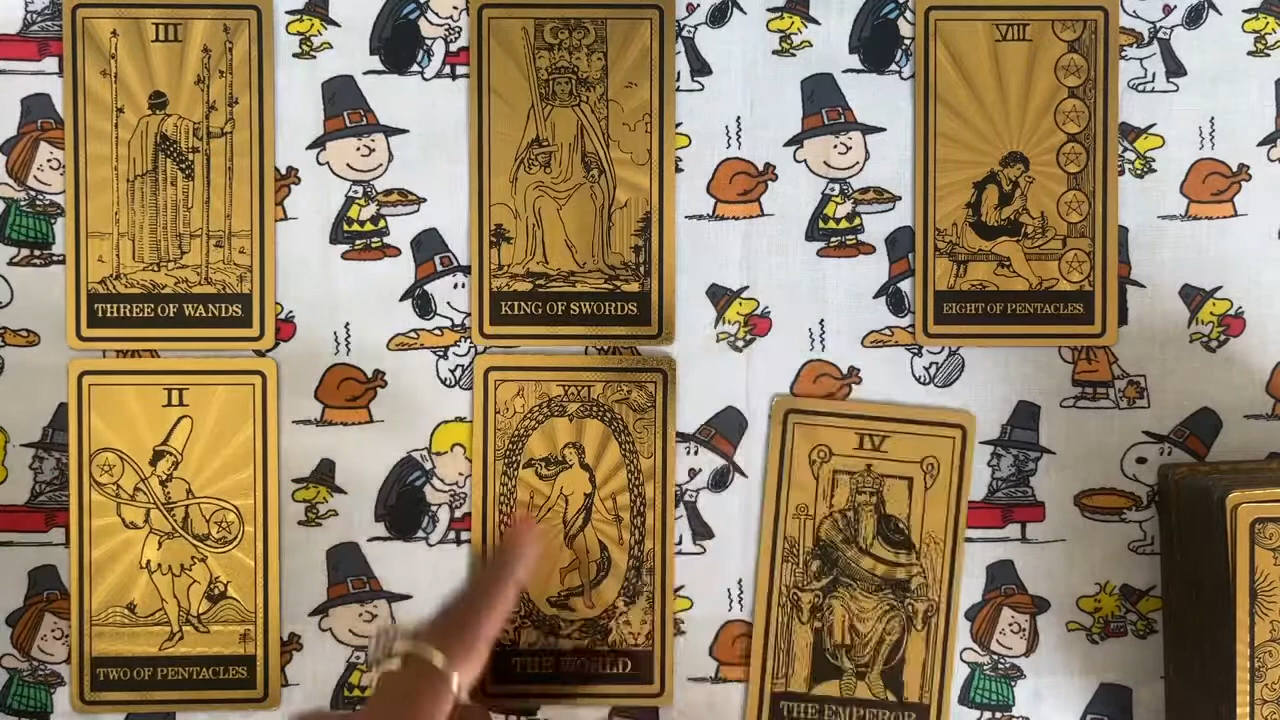 III
THREE OF WANDS.
KING OF SWORDS.
VIII
EIGHT OF PENTACLES.
II
TWO OF PENTACLES.
XXI
THE WORLD
IV
THE EMPEROR